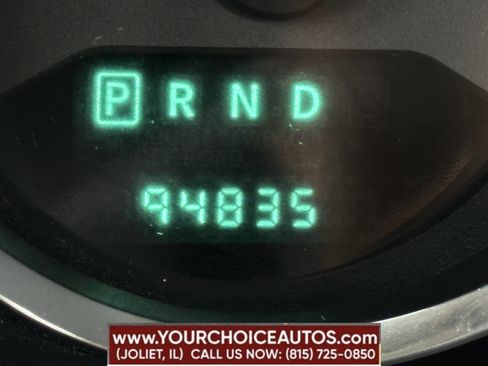 P R N D
94835
WWW.YOURCHOICEAUTOS.COM
(JOLIET, IL) CALL US NOW: (815) 725-0850